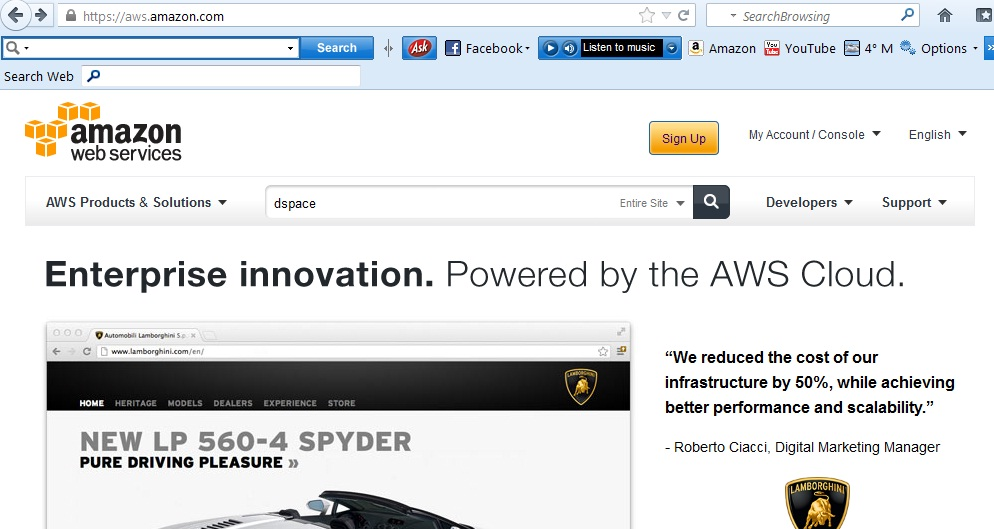 https://aws.amazon.com
SearchBrowsing
Search
Ask
Facebook
Listen to music
Amazon
YouTube
4° M
Options
Search Web
amazon
web services
Sign Up
My Account / Console
English
AWS Products & Solutions
dspace
Entire Site
Developers
Support
Enterprise innovation. Powered by the AWS Cloud.
Automobili Lamborghini S.p
www.lamborghini.com/en/
HOME HERITAGE MODELS DEALERS EXPERIENCE STORE
LAMBORGHINI
NEW LP 560-4 SPYDER
PURE DRIVING PLEASURE »
“We reduced the cost of our
infrastructure by 50%, while achieving
better performance and scalability.”
- Roberto Ciacci, Digital Marketing Manager
LAMBORGHINI